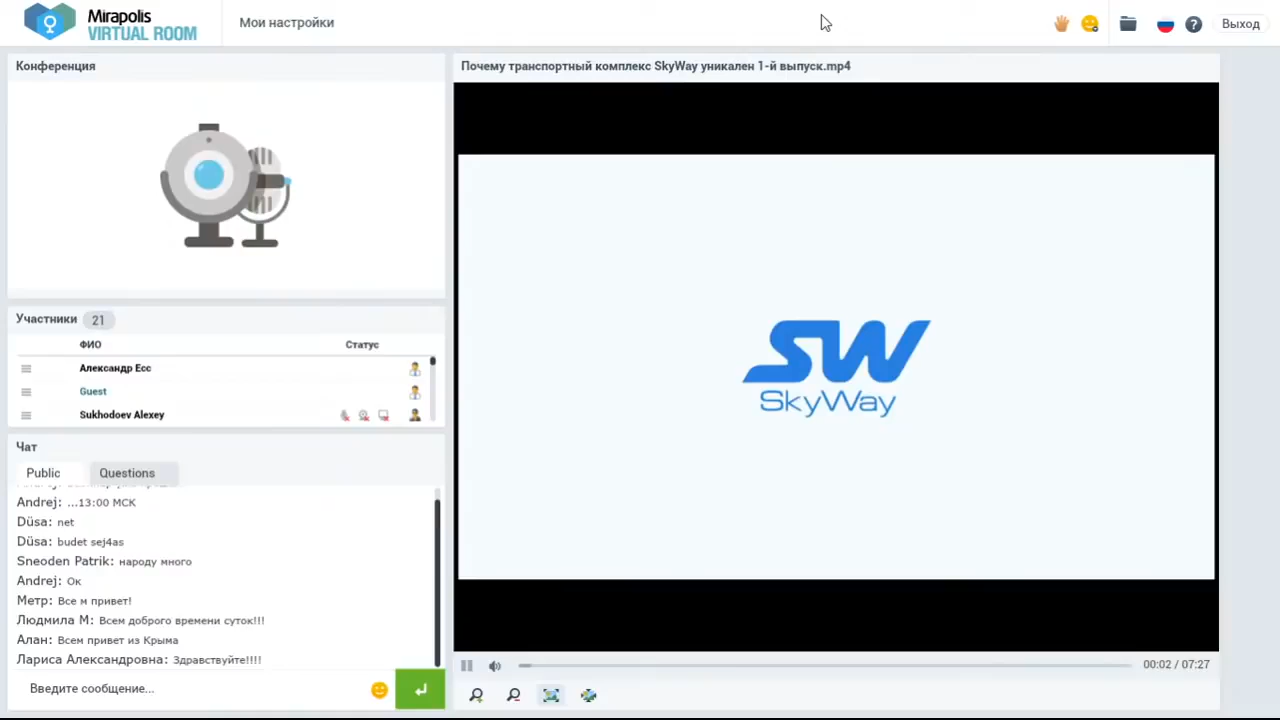 Mirapolis
VIRTUAL ROOM
Мои настройки
Выход
Конференция
Почему транспортный комплекс SkyWay уникален 1-й выпуск.mp4
SW
SkyWay
Участники 21
ФИО Статус
Александр Есс
Guest
Sukhodoev Alexey
Чат
Public Questions
Andrej: ...13:00 МСК
Düsa: net
Düsa: budet sej4as
Sneoden Patrik: народу много
Andrej: Ок
Метр: Все м привет!
Людмила М: Всем доброго времени суток!!!
Алан: Всем привет из Крыма
Лариса Александровна: Здравствуйте!!!!
Введите сообщение...
00:02 / 07:27